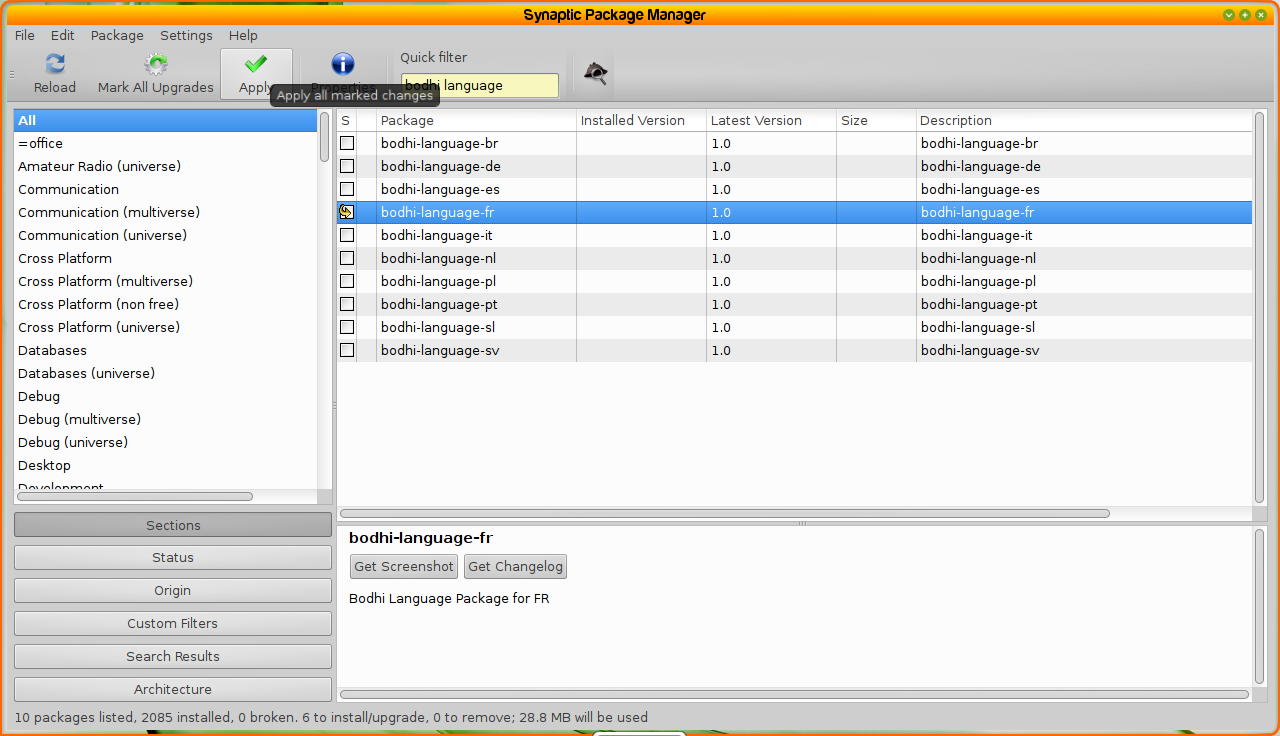 Synaptic Package Manager
File Edit Package Settings Help
Reload
Mark All Upgrades
Apply
Properties
Quick filter
bodhi language
Apply all marked changes
All
=office
Amateur Radio (universe)
Communication
Communication (multiverse)
Communication (universe)
Cross Platform
Cross Platform (multiverse)
Cross Platform (non free)
Cross Platform (universe)
Databases
Databases (universe)
Debug
Debug (multiverse)
Debug (universe)
Desktop
Development
Sections
Status
Origin
Custom Filters
Search Results
Architecture
S Package Installed Version Latest Version Size Description
bodhi-language-br 1.0 bodhi-language-br
bodhi-language-de 1.0 bodhi-language-de
bodhi-language-es 1.0 bodhi-language-es
bodhi-language-fr 1.0 bodhi-language-fr
bodhi-language-it 1.0 bodhi-language-it
bodhi-language-nl 1.0 bodhi-language-nl
bodhi-language-pl 1.0 bodhi-language-pl
bodhi-language-pt 1.0 bodhi-language-pt
bodhi-language-sl 1.0 bodhi-language-sl
bodhi-language-sv 1.0 bodhi-language-sv
bodhi-language-fr
Get Screenshot Get Changelog
Bodhi Language Package for FR
10 packages listed, 2085 installed, 0 broken. 6 to install/upgrade, 0 to remove; 28.8 MB will be used